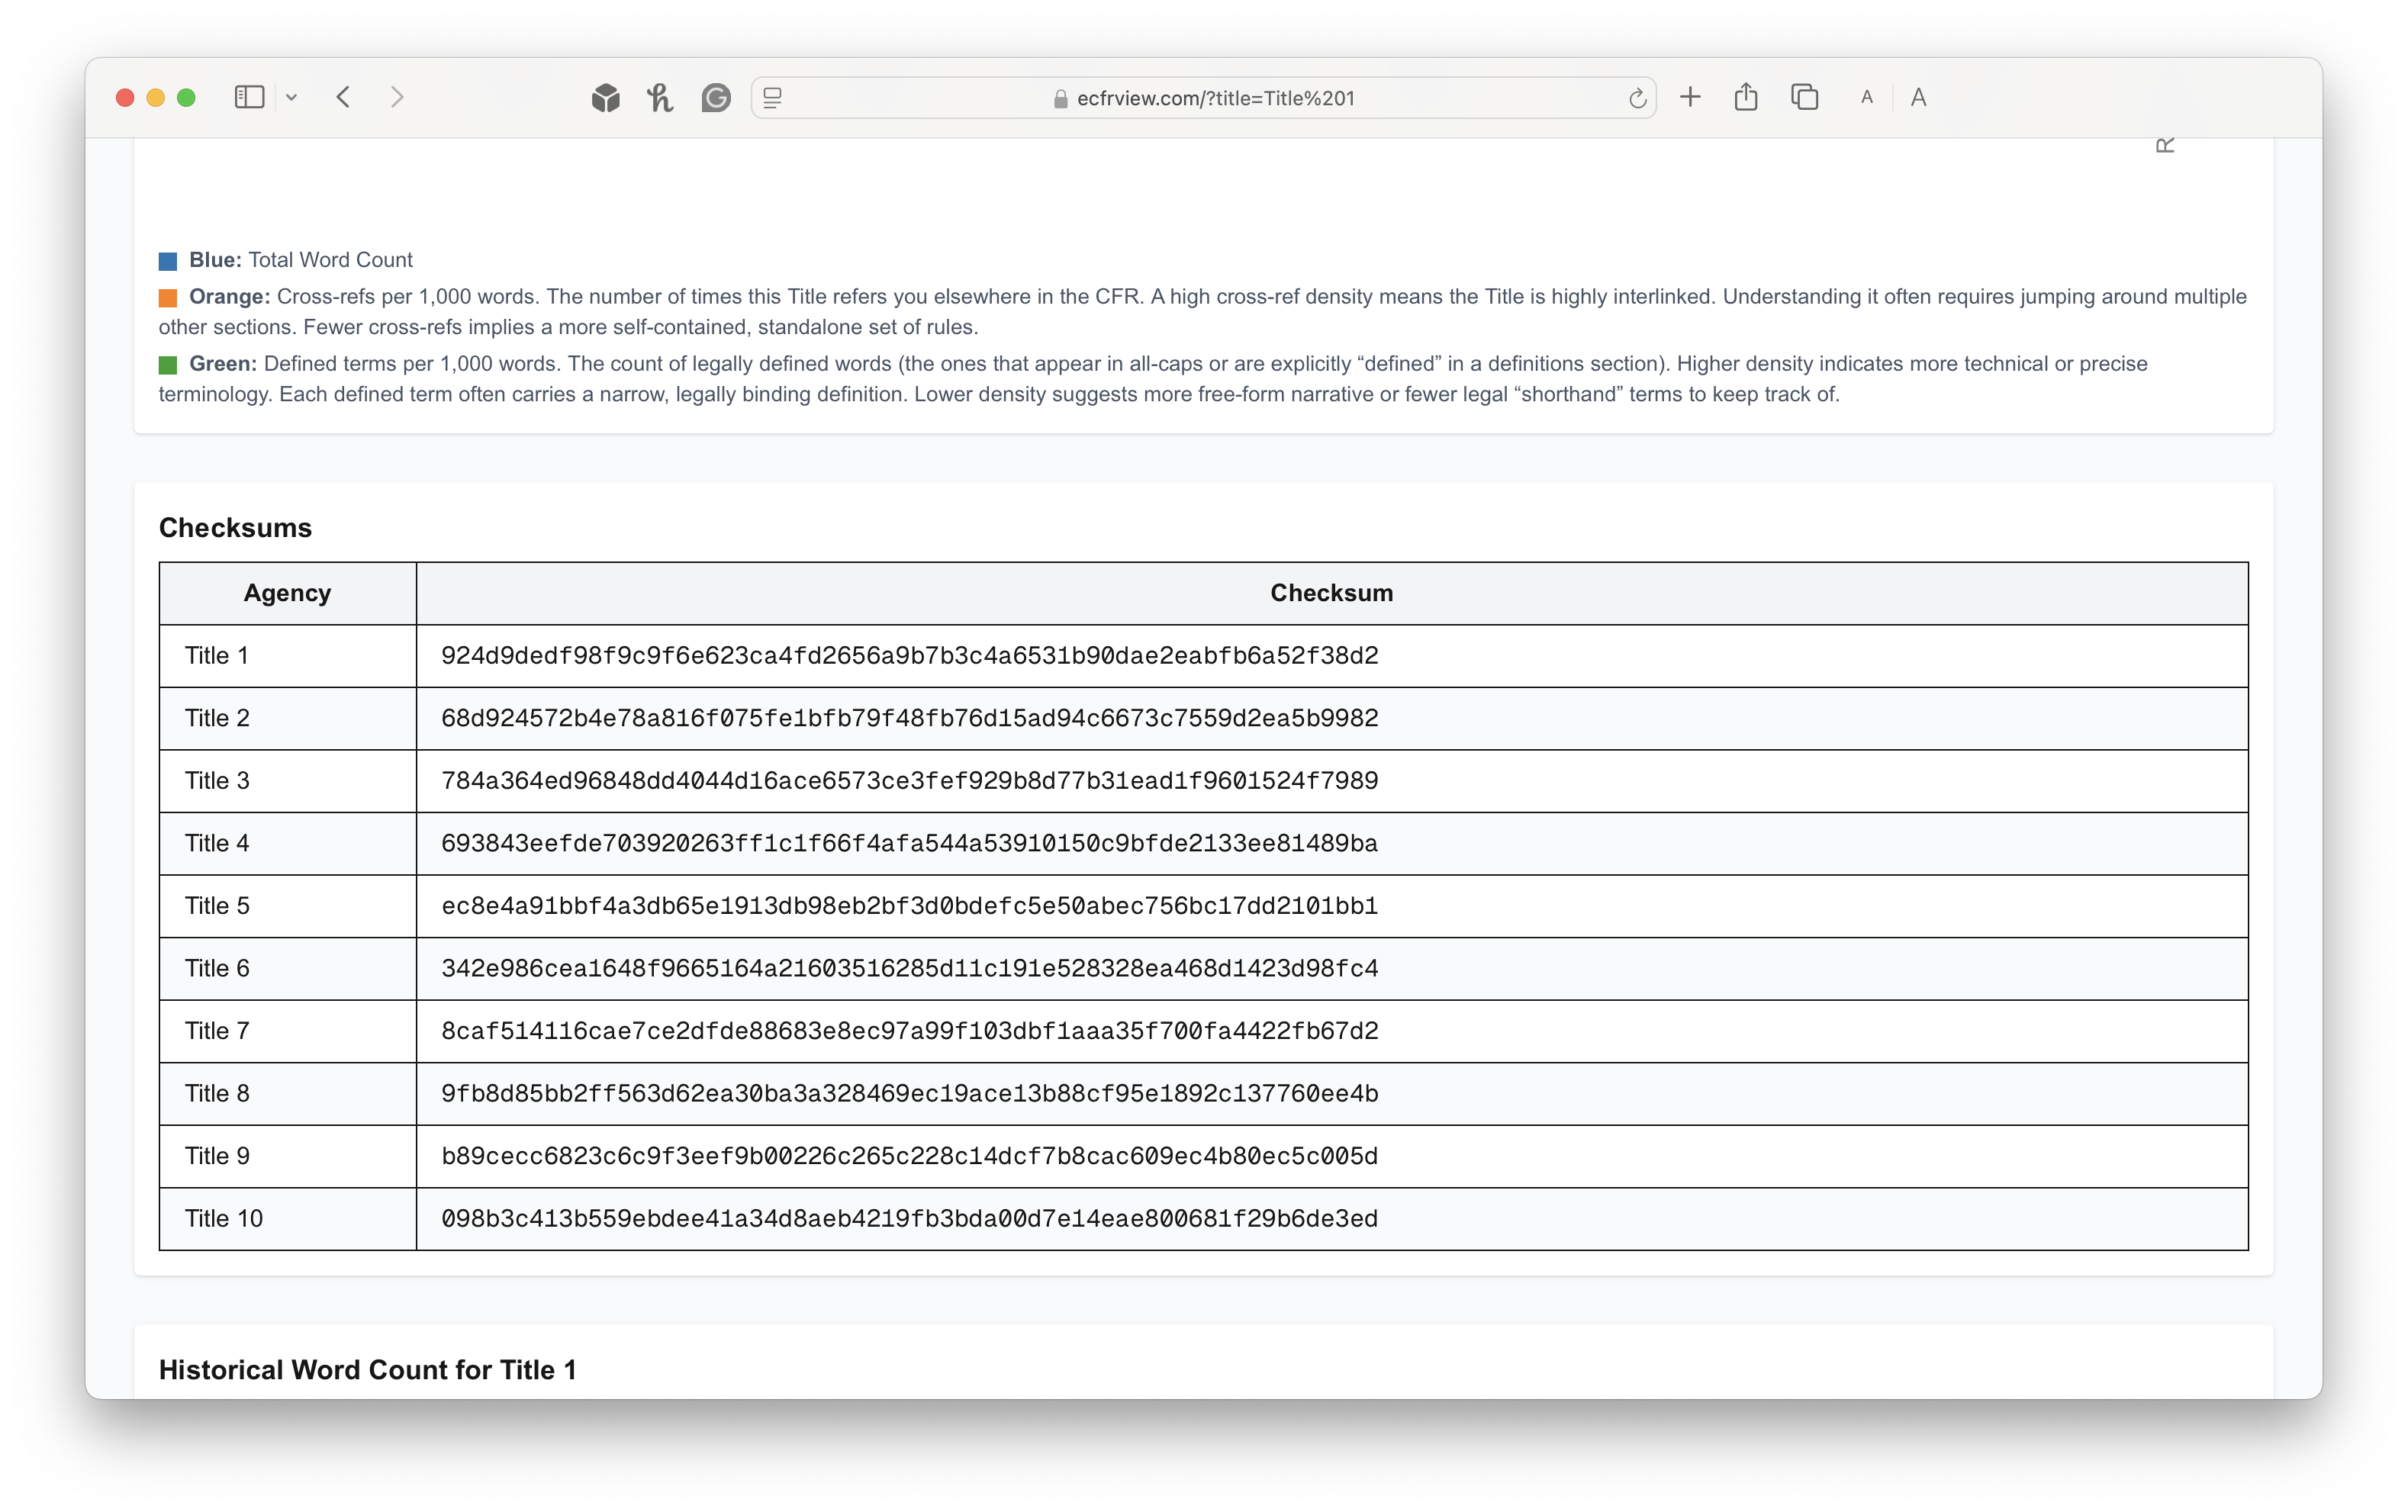 ecfrview.com/?title=Title%201
A A
R
Blue: Total Word Count
Orange: Cross-refs per 1,000 words. The number of times this Title refers you elsewhere in the CFR. A high cross-ref density means the Title is highly interlinked. Understanding it often requires jumping around multiple
other sections. Fewer cross-refs implies a more self-contained, standalone set of rules.
Green: Defined terms per 1,000 words. The count of legally defined words (the ones that appear in all-caps or are explicitly “defined” in a definitions section). Higher density indicates more technical or precise
terminology. Each defined term often carries a narrow, legally binding definition. Lower density suggests more free-form narrative or fewer legal “shorthand” terms to keep track of.
Checksums
Agency Checksum
Title 1 924d9dedf98f9c9f6e623ca4fd2656a9b7b3c4a6531b90dae2eabfb6a52f38d2
Title 2 68d924572b4e78a816f075fe1bfb79f48fb76d15ad94c6673c7559d2ea5b9982
Title 3 784a364ed96848dd4044d16ace6573ce3fef929b8d77b31ead1f9601524f7989
Title 4 693843eefde703920263ff1c1f66f4afa544a53910150c9bfde2133ee81489ba
Title 5 ec8e4a91bbf4a3db65e1913db98eb2bf3d0bdefc5e50abec756bc17dd2101bb1
Title 6 342e986cea1648f9665164a21603516285d11c191e528328ea468d1423d98fc4
Title 7 8caf514116cae7ce2dfde88683e8ec97a99f103dbf1aaa35f700fa4422fb67d2
Title 8 9fb8d85bb2ff563d62ea30ba3a328469ec19ace13b88cf95e1892c137760ee4b
Title 9 b89cecc6823c6c9f3eef9b00226c265c228c14dcf7b8cac609ec4b80ec5c005d
Title 10 098b3c413b559ebdee41a34d8aeb4219fb3bda00d7e14eae800681f29b6de3ed
Historical Word Count for Title 1